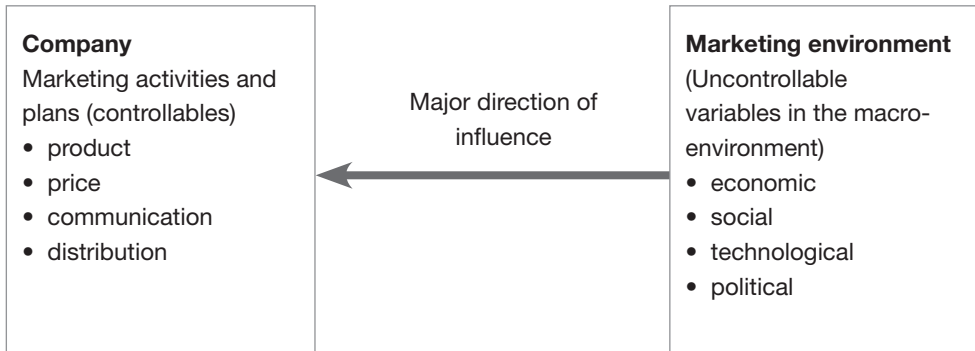 Company
Marketing activities and
plans (controllables)
• product
• price
• communication
• distribution
Major direction of
influence
Marketing environment
(Uncontrollable
variables in the macro-
environment)
• economic
• social
• technological
• political